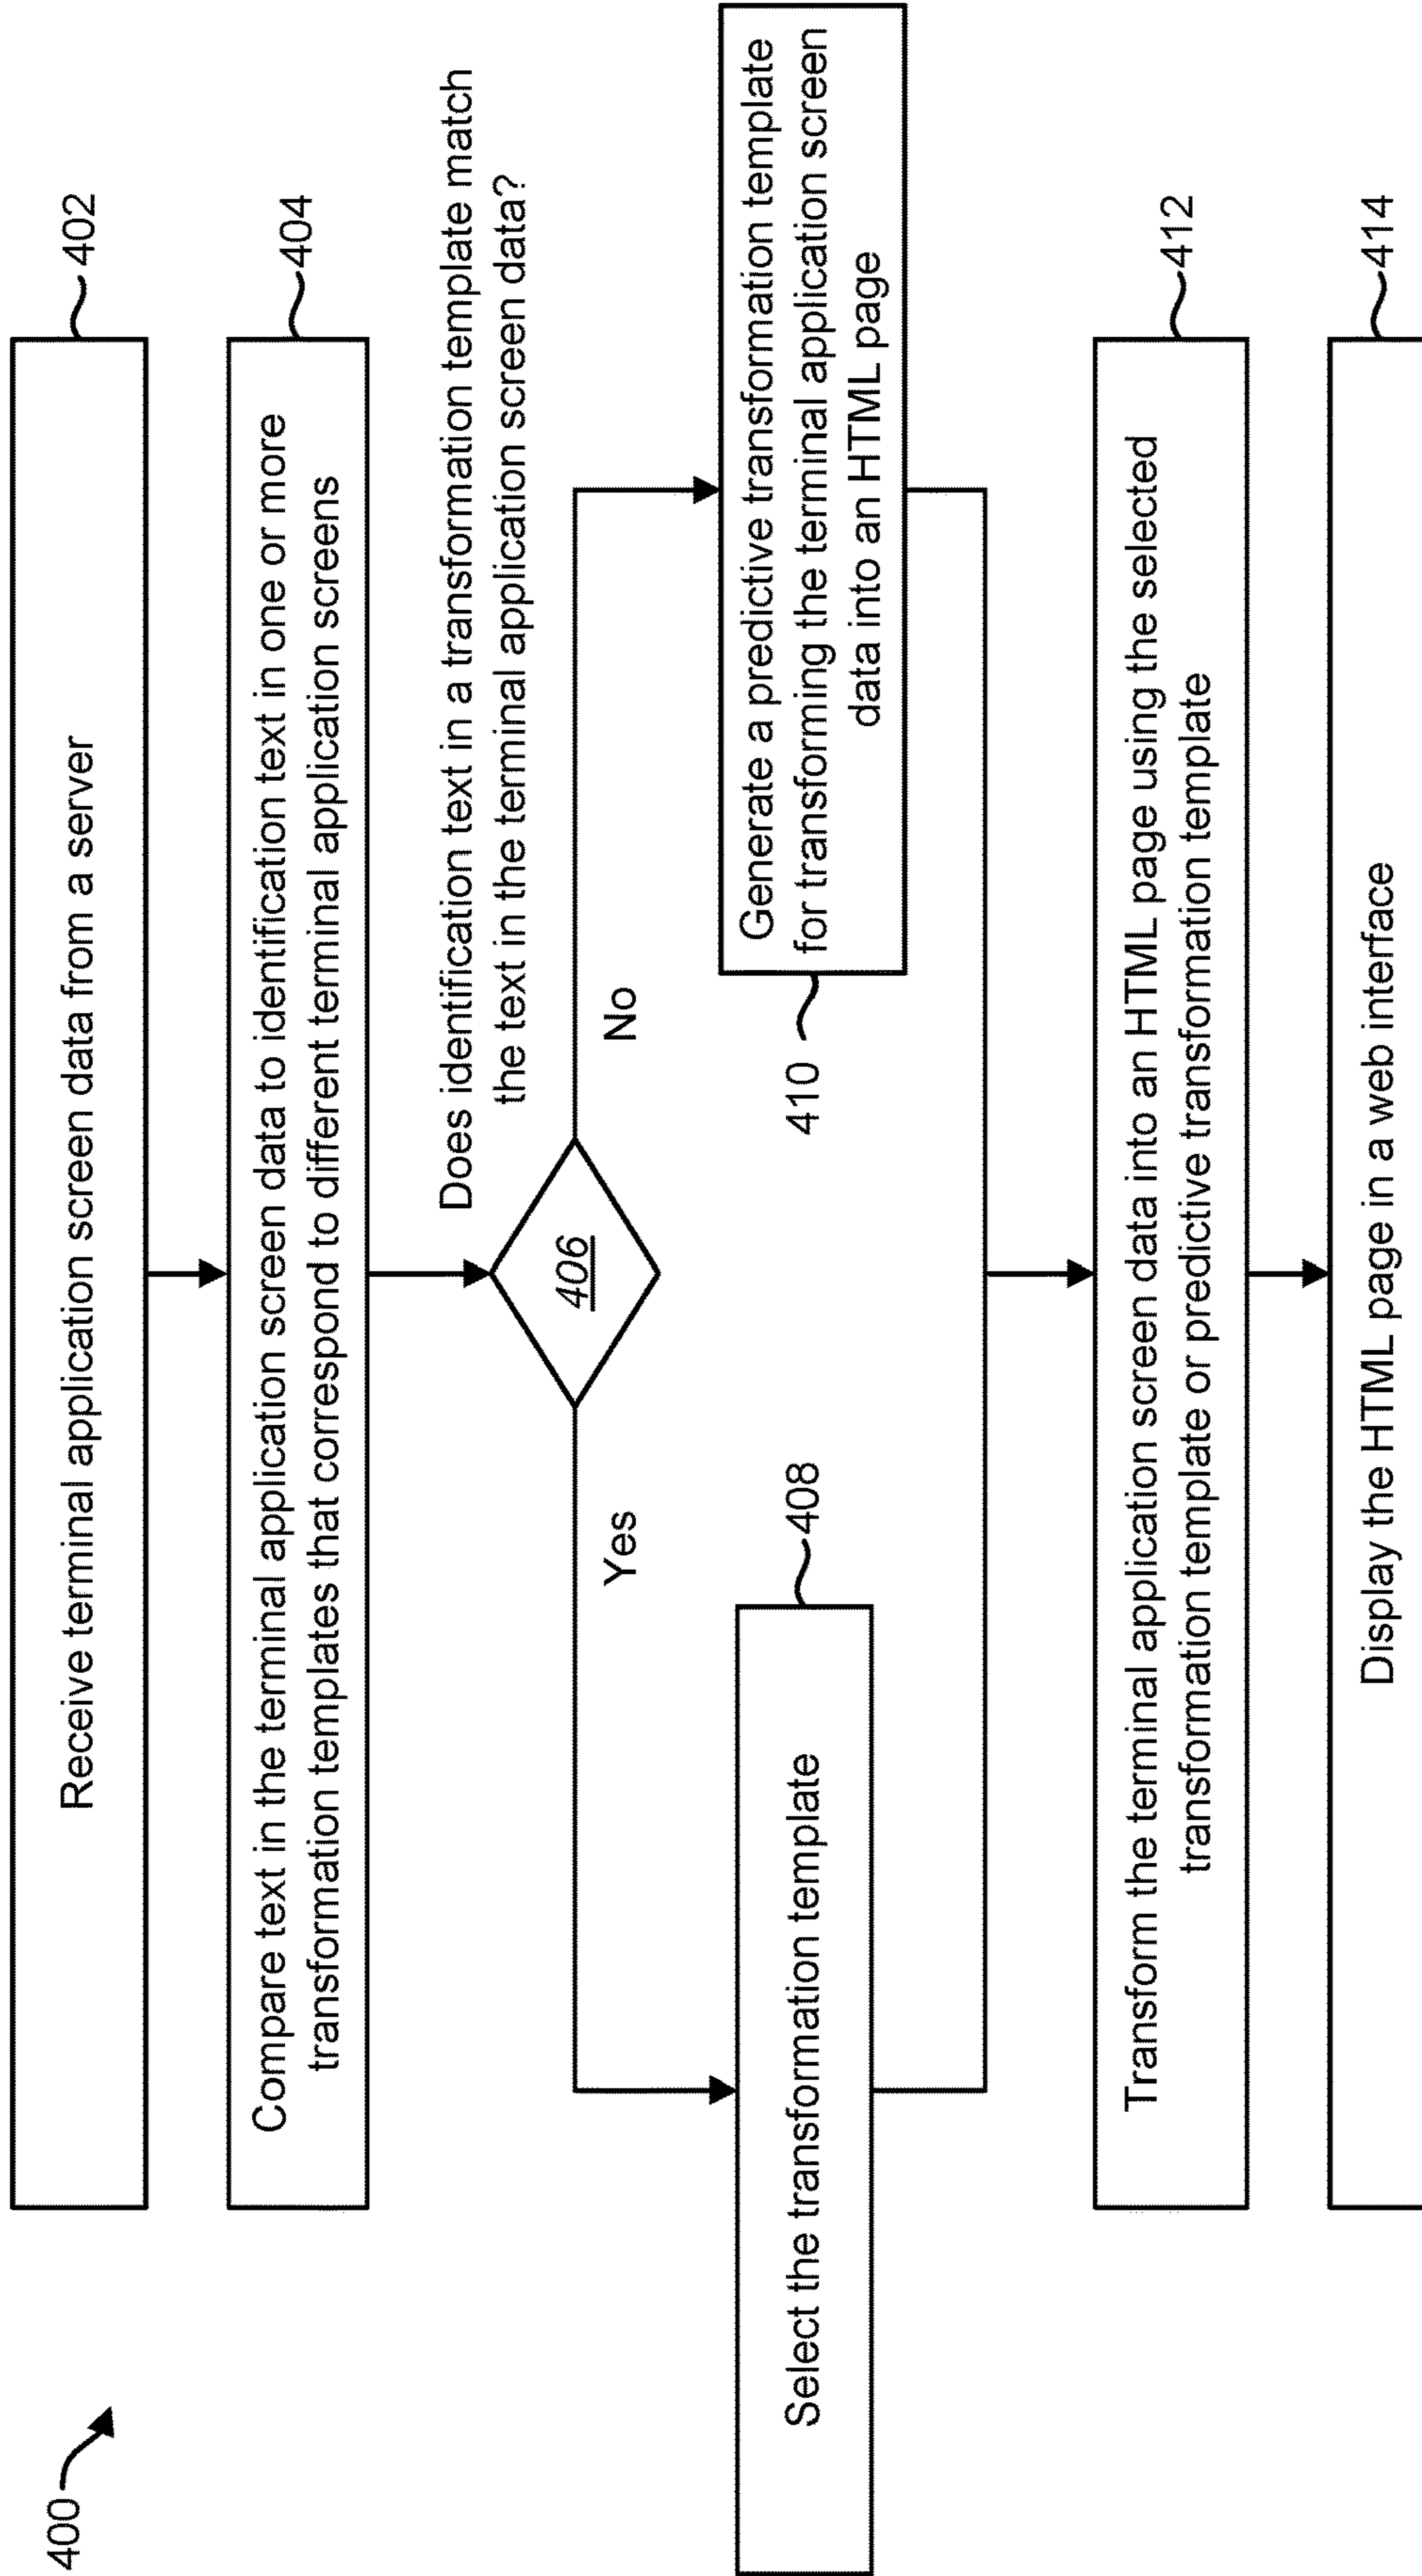 400
402
Receive terminal application screen data from a server
404
Compare text in the terminal application screen data to identification text in one or more
transformation templates that correspond to different terminal application screens
Does identification text in a transformation template match
the text in the terminal application screen data?
406
Yes
No
408
Select the transformation template
410
Generate a predictive transformation template
for transforming the terminal application screen
data into an HTML page
412
Transform the terminal application screen data into an HTML page using the selected
transformation template or predictive transformation template
414
Display the HTML page in a web interface